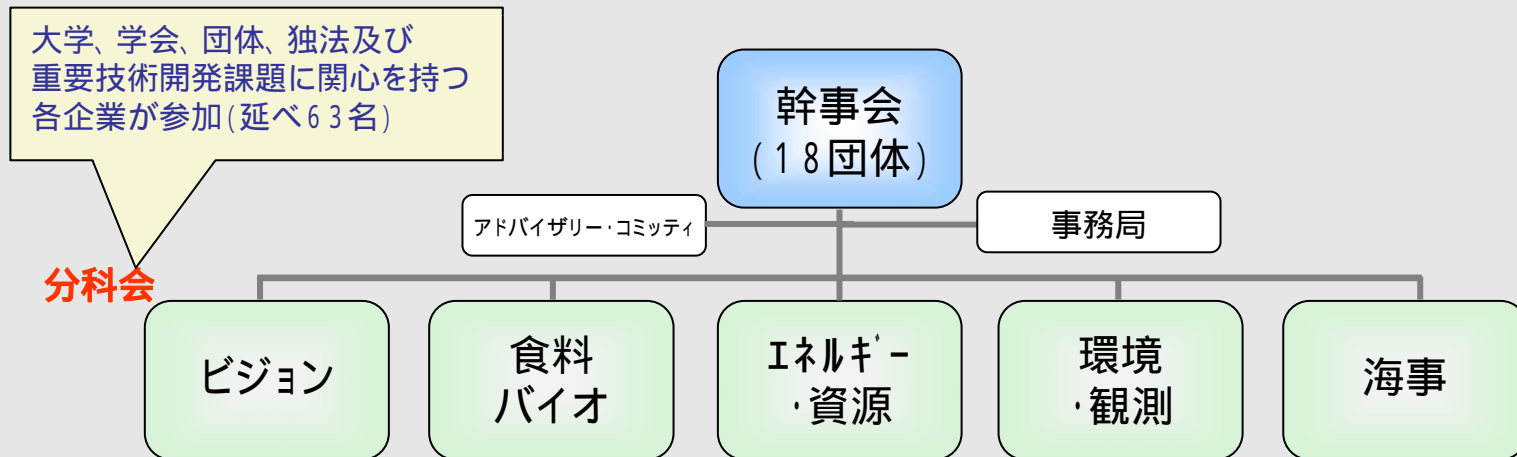 大学、学会、団体、独法及び
重要技術開発課題に関心を持つ
各企業が参加(延べ63名)
幹事会
(18団体)
アドバイザリー・コミッティ
事務局
分科会
ビジョン
食料
バイオ
エネルギー
・資源
環境
・観測
海事